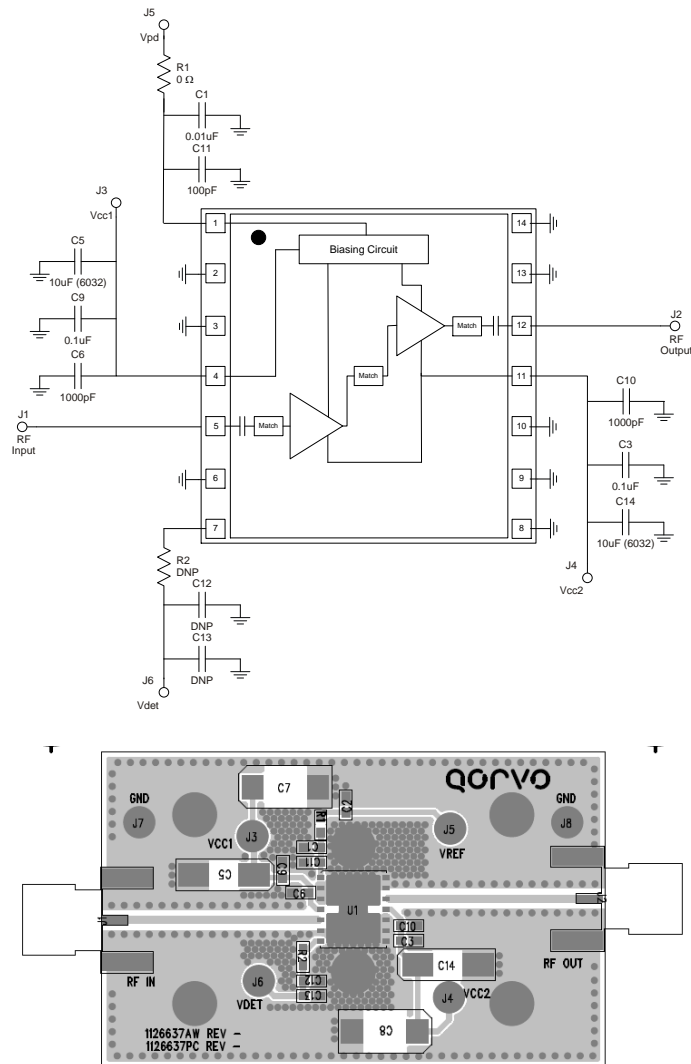 J5
Vpd
R1
0 Ω
C1
0.01uF
C11
100pF
J3
Vcc1
C5
10uF (6032)
C9
0.1uF
C6
1000pF
J1
RF
Input
1
2
3
4
5
6
7
Biasing Circuit
Match
Match
Match
14
13
12
11
10
9
8
J2
RF
Output
C10
1000pF
C3
0.1uF
C14
10uF (6032)
J4
Vcc2
R2
DNP
C12
DNP
C13
DNP
J6
Vdet
QORVO
GND
J7
C7
C2
R1
VCC1
J3
J5
VREF
GND
J8
C1
C11
C5
C9
C6
U1
J2
C10
C3
R2
C14
RF IN
J6
VDET
C12
C13
RF OUT
J4
VCC2
C8
1126637AW REV -
1126637PC REV -